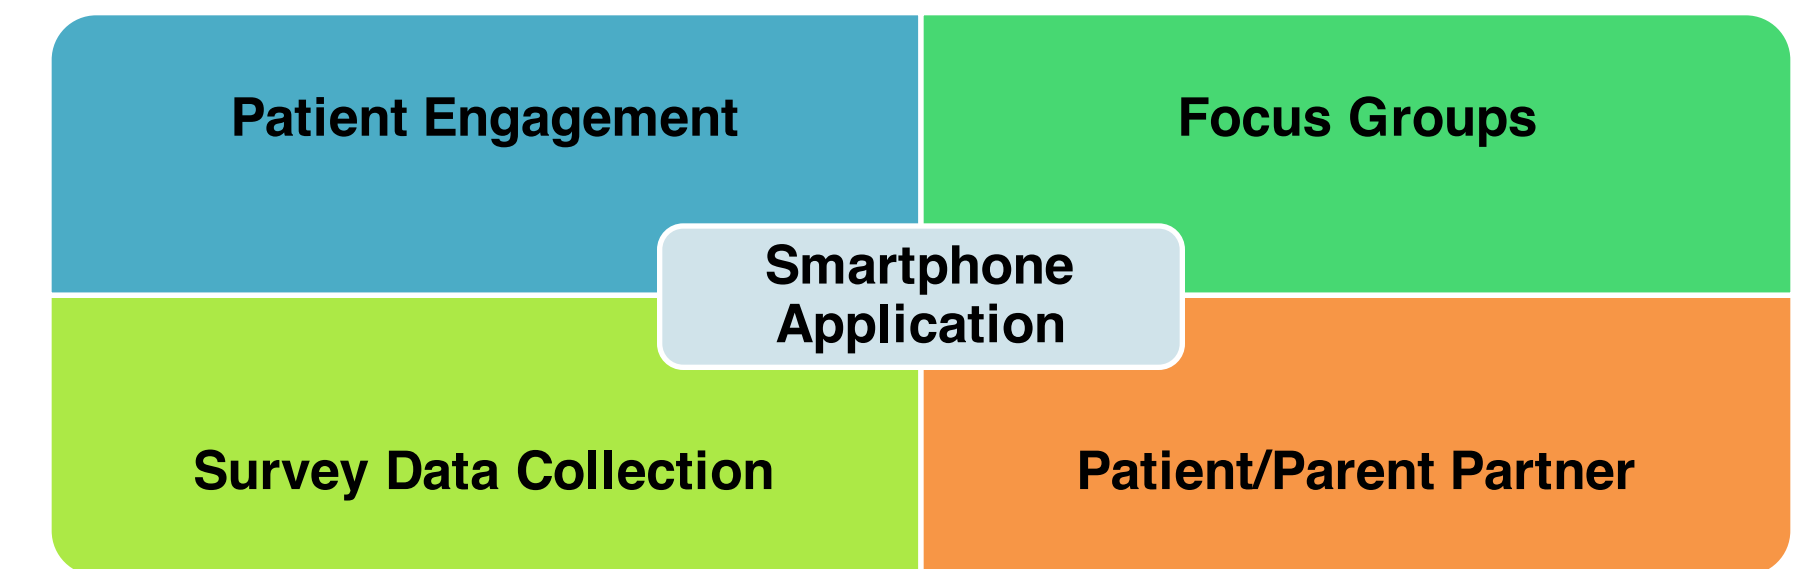 Patient Engagement
Focus Groups
Smartphone
Application
Survey Data Collection
Patient/Parent Partner